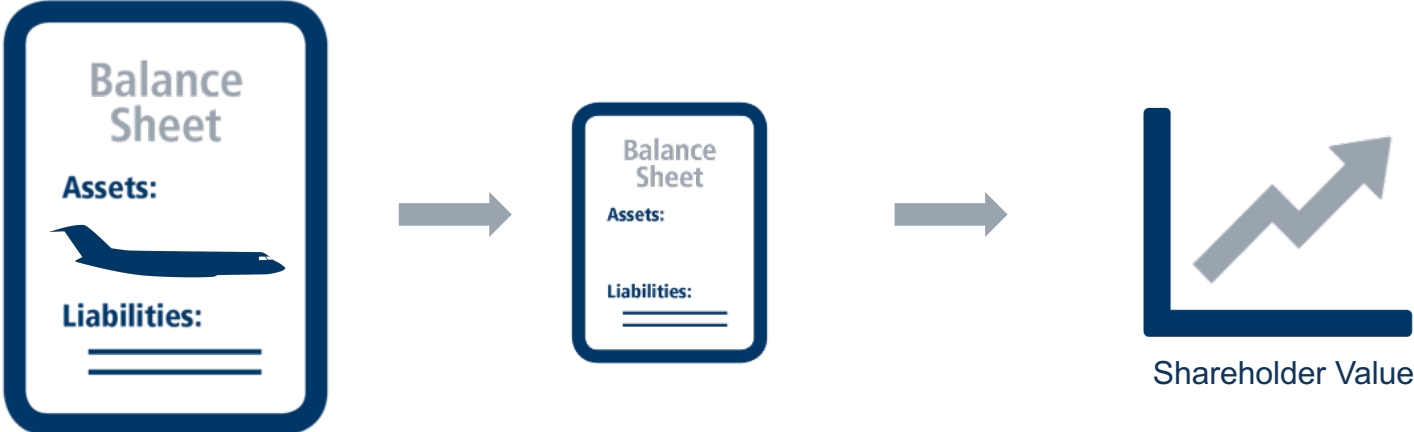 Balance
Sheet
Assets:
Liabilities:
Balance
Sheet
Assets:
Liabilities:
Shareholder Value